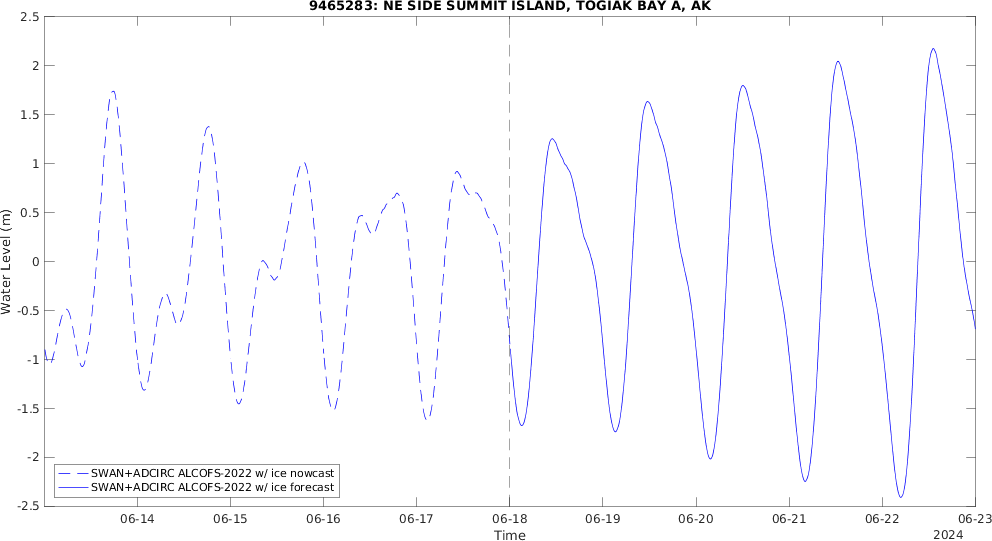 9465283: NE SIDE SUMMIT ISLAND, TOGIAK BAY A, AK
2.5
2
1.5
1
0.5
0
-0.5
-1
-1.5
-2
-2.5
Water Level (m)
SWAN+ADCIRC ALCOFS-2022 w/ ice nowcast
SWAN+ADCIRC ALCOFS-2022 w/ ice forecast
06-14 06-15 06-16 06-17 06-18 06-19 06-20 06-21 06-22 06-23
Time
2024